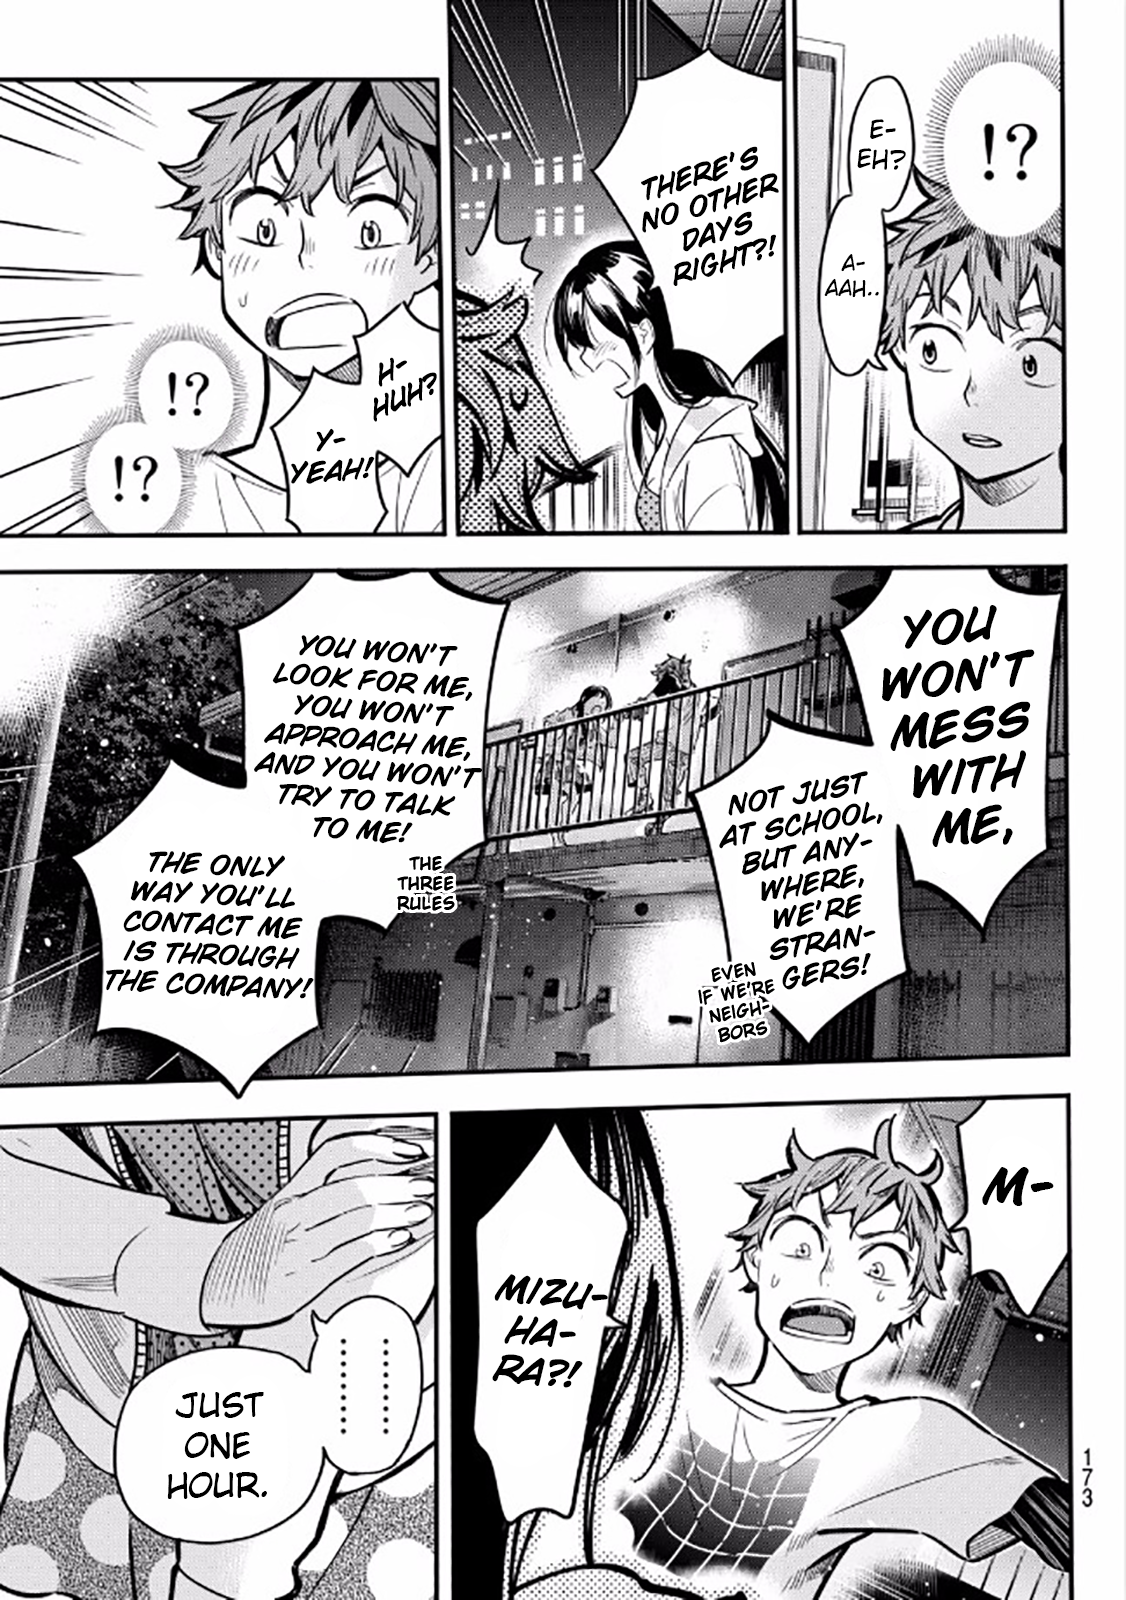 !?
E-
EH?
A-
AAH..
THERE'S
NO OTHER
DAYS
RIGHT?!
H-
HUH?
Y-
YEAH!
!?
!?
YOU
WON'T
MESS
WITH
ME,
NOT JUST
AT SCHOOL,
BUT ANY-
WHERE,
WE'RE
STRAN-
GERS!
EVEN
IF WE'RE
NEIGH-
BORS
YOU WON'T
LOOK FOR ME,
YOU WON'T
APPROACH ME,
AND YOU WON'T
TRY TO TALK
TO ME!
THE
THREE
RULES
THE ONLY
WAY YOU'LL
CONTACT ME
IS THROUGH
THE COMPANY!
M-
MIZU-
HA-
RA?!
........
........
JUST
ONE
HOUR.
173